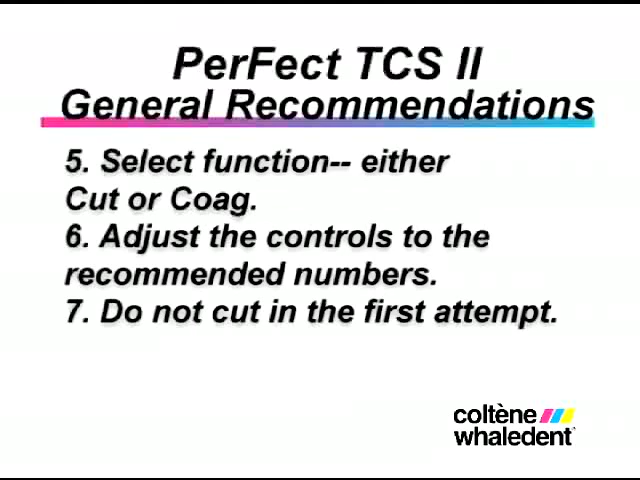 PerFect TCS II
General Recommendations
5. Select function-- either
Cut or Coag.
6. Adjust the controls to the
recommended numbers.
7. Do not cut in the first attempt.
coltène
whaledent